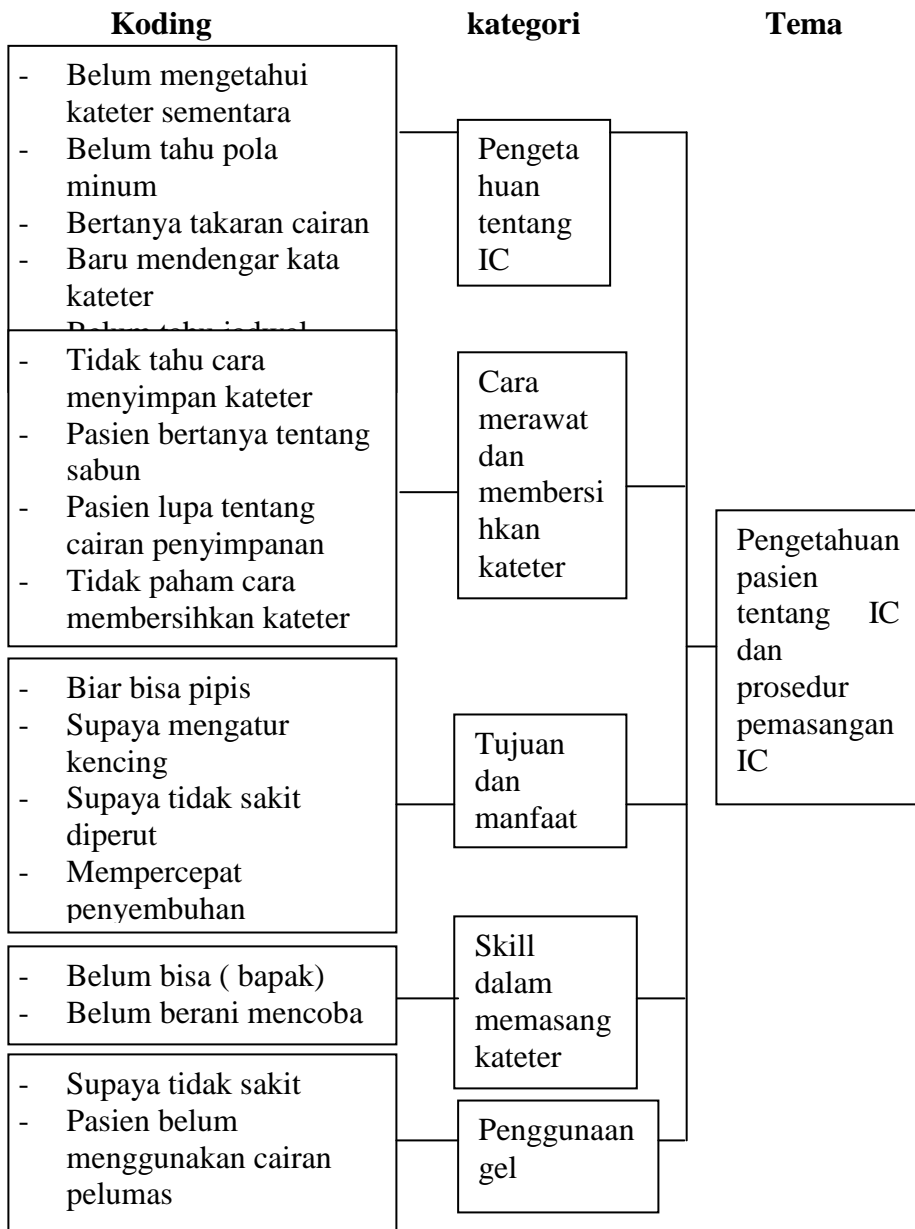 Koding kategori Tema
- Belum mengetahui
kateter sementara
- Belum tahu pola
minum
- Bertanya takaran cairan
- Baru mendengar kata
kateter
Pengeta
huan
tentang
IC
- Tidak tahu cara
menyimpan kateter
- Pasien bertanya tentang
sabun
- Pasien lupa tentang
cairan penyimpanan
- Tidak paham cara
membersihkan kateter
Cara
merawat
dan
membersi
hkan
kateter
- Biar bisa pipis
- Supaya mengatur
kencing
- Supaya tidak sakit
diperut
- Mempercepat
penyembuhan
Tujuan
dan
manfaat
- Belum bisa ( bapak)
- Belum berani mencoba
Skill
dalam
memasang
kateter
- Supaya tidak sakit
- Pasien belum
menggunakan cairan
pelumas
Penggunaan
gel
Pengetahuan
pasien
tentang IC
dan
prosedur
pemasangan
IC